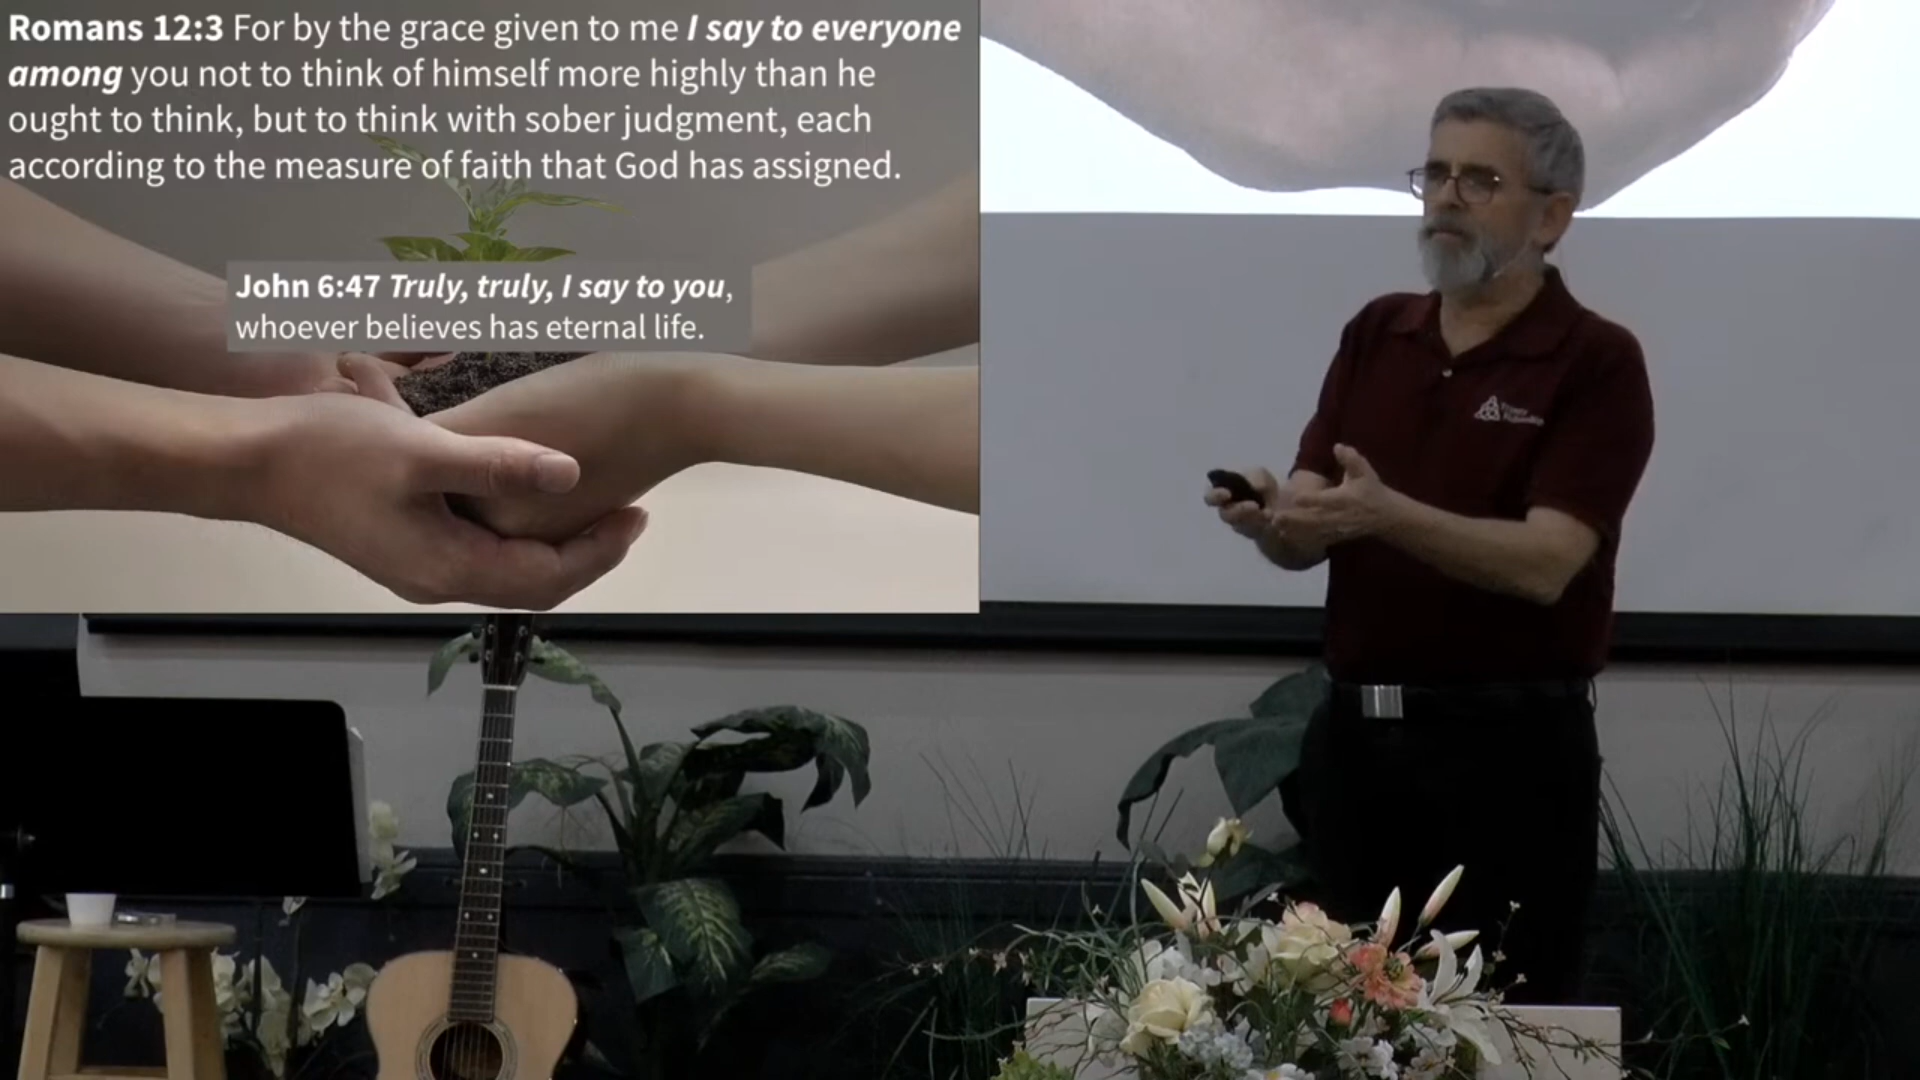 Romans 12:3 For by the grace given to me I say to everyone
among you not to think of himself more highly than he
ought to think, but to think with sober judgment, each
according to the measure of faith that God has assigned.
John 6:47 Truly, truly, I say to you,
whoever believes has eternal life.